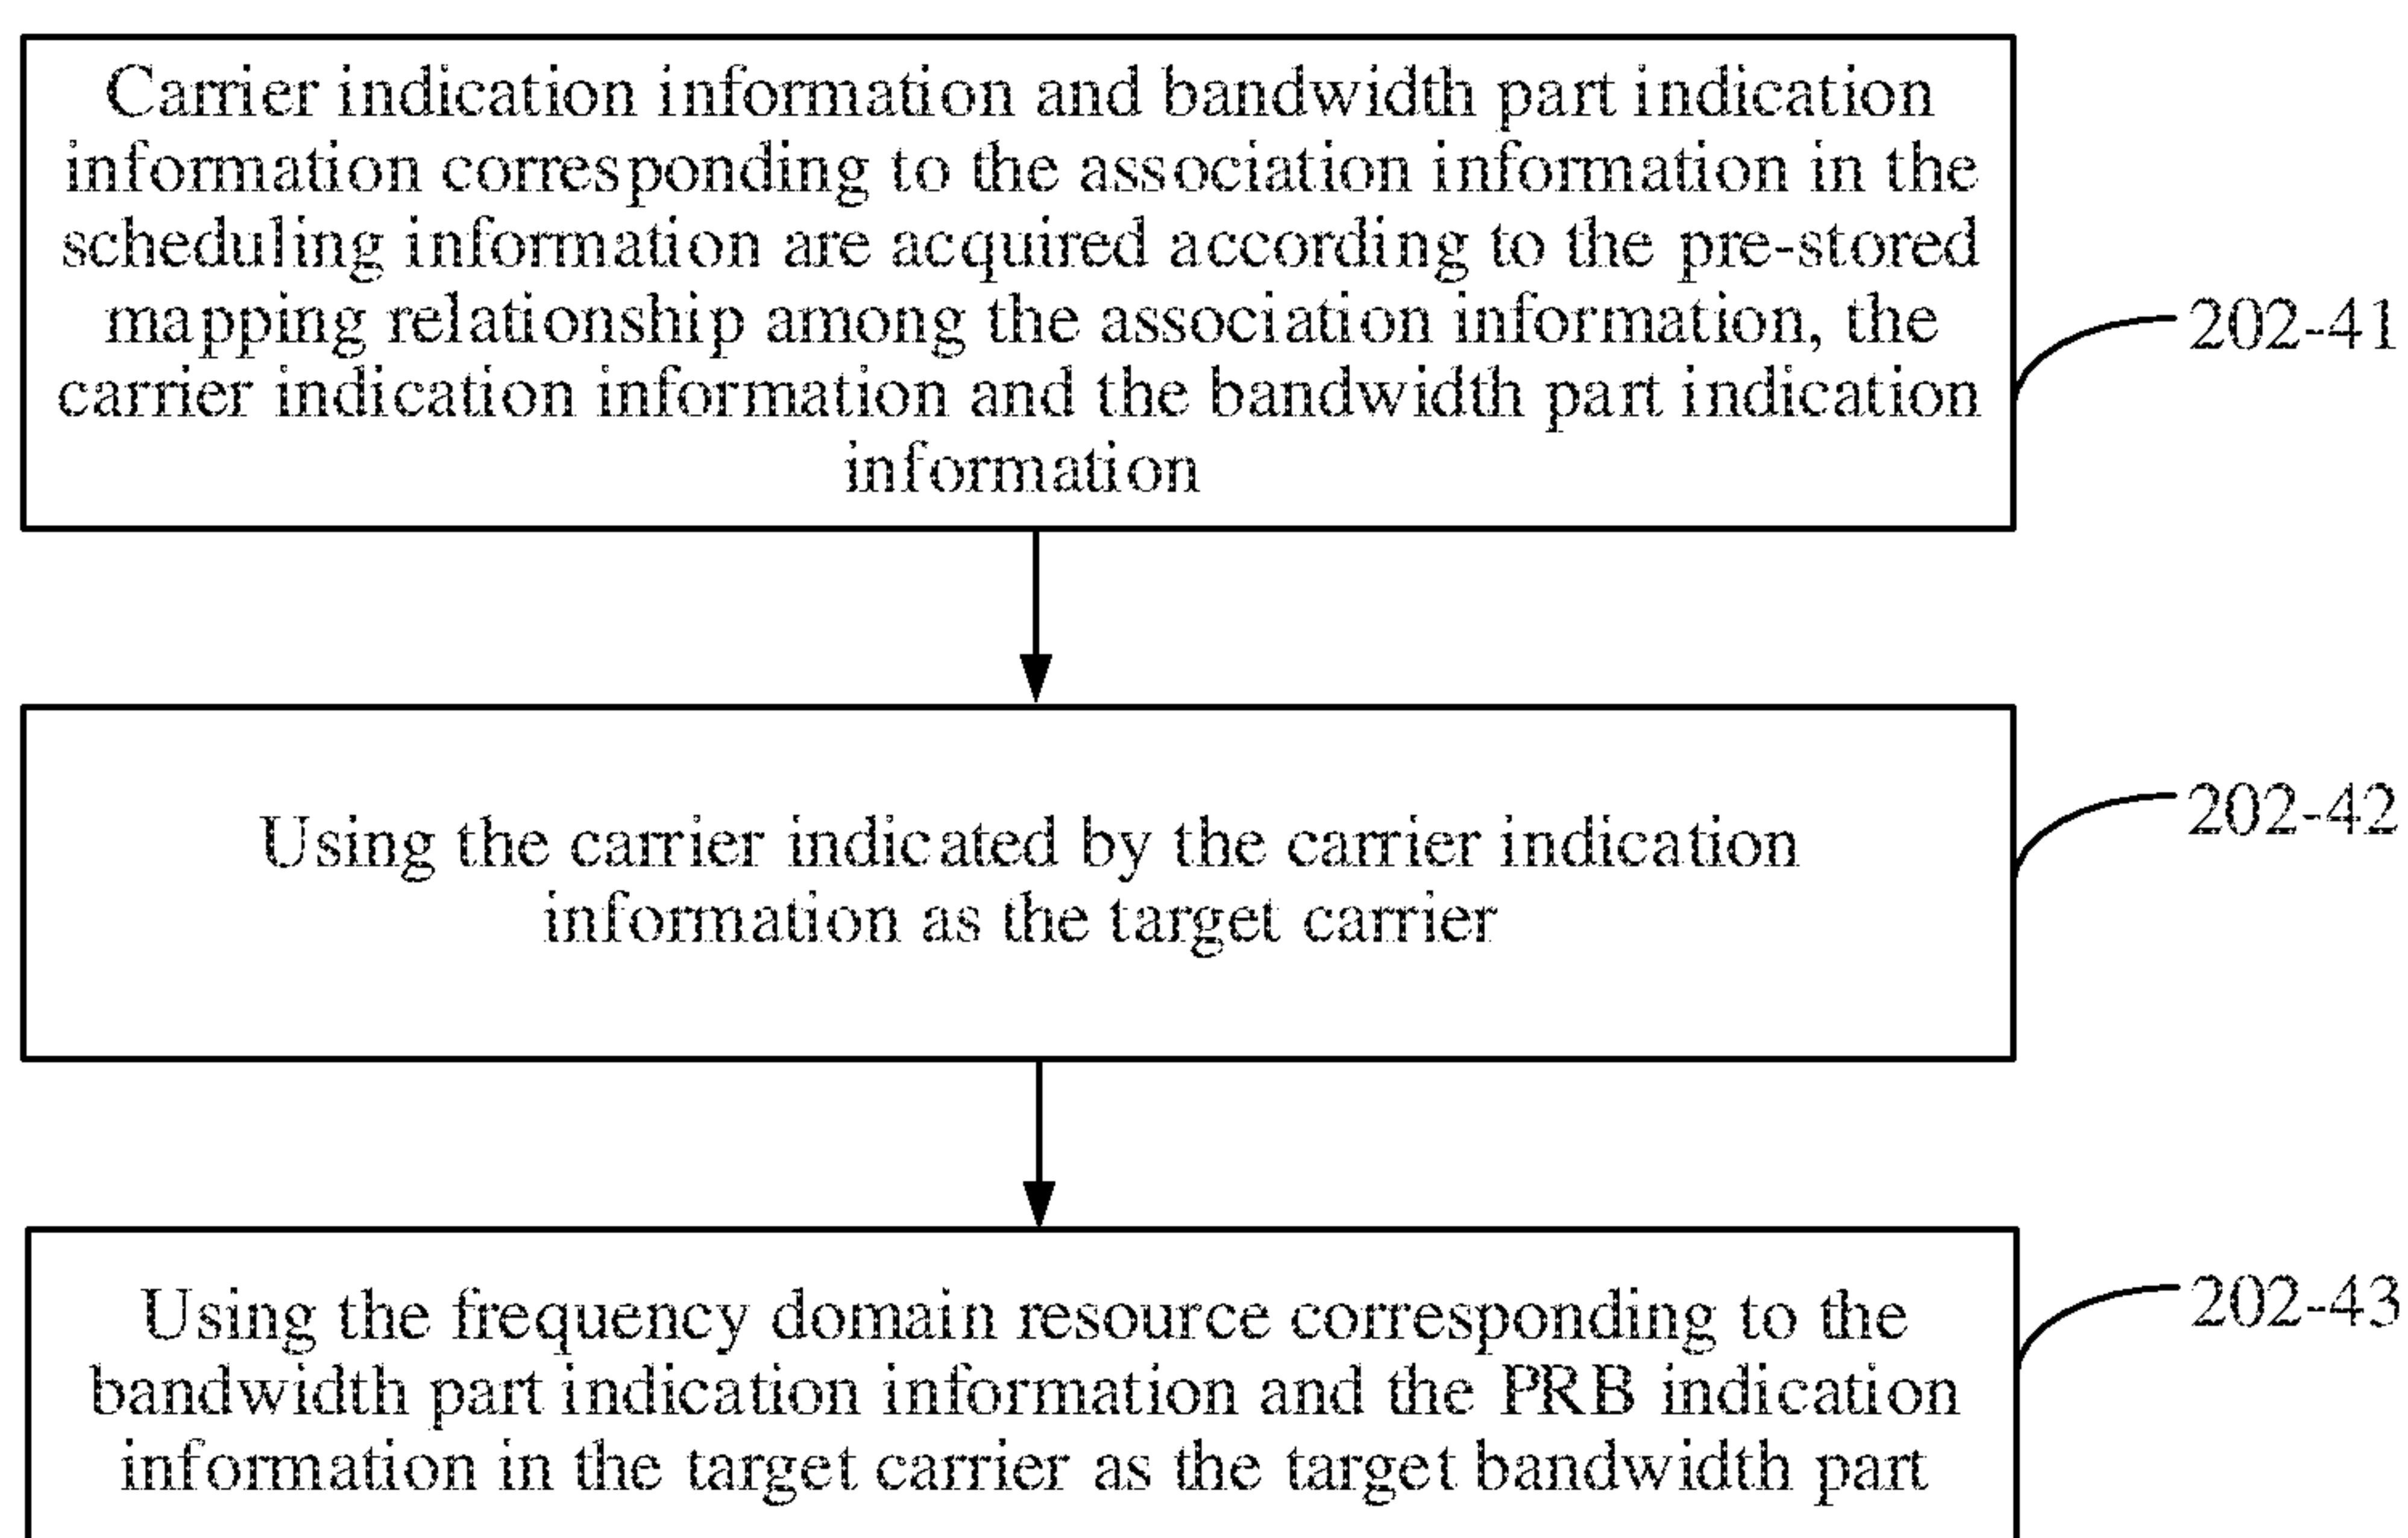 Carrier indication information and bandwidth part indication
information corresponding to the association information in the
scheduling information are acquired according to the pre-stored
mapping relationship among the association information, the
carrier indication information and the bandwidth part indication
information
202-41
Using the carrier indicated by the carrier indication
information as the target carrier
202-42
Using the frequency domain resource corresponding to the
bandwidth part indication information and the PRB indication
information in the target carrier as the target bandwidth part
202-43